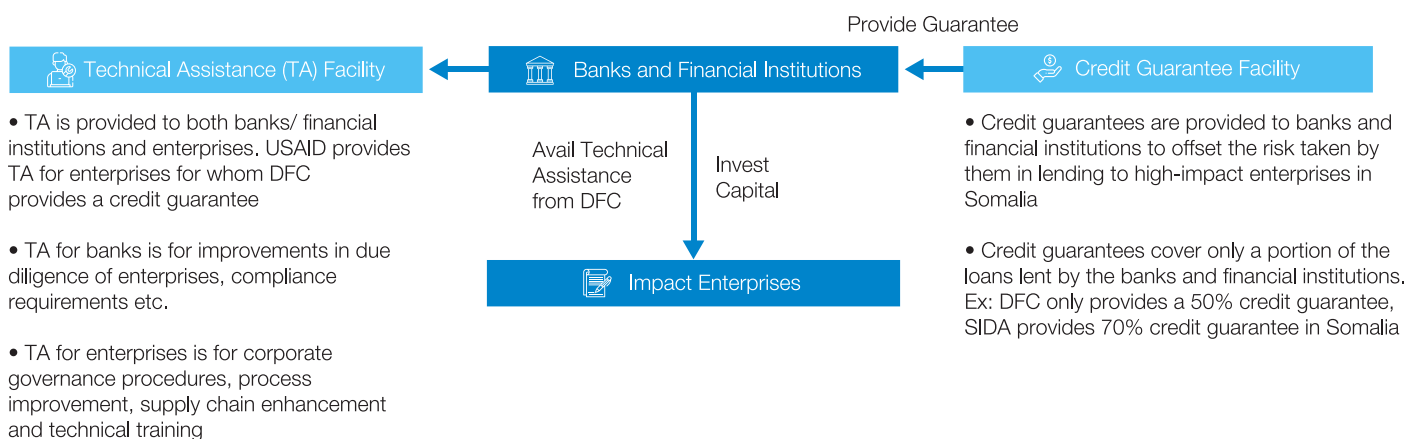 Provide Guarantee
Technical Assistance (TA) Facility
Banks and Financial Institutions
Credit Guarantee Facility
• TA is provided to both banks/ financial
institutions and enterprises. USAID provides
TA for enterprises for whom DFC
provides a credit guarantee
• TA for banks is for improvements in due
diligence of enterprises, compliance
requirements etc.
• TA for enterprises is for corporate
governance procedures, process
improvement, supply chain enhancement
and technical training
Avail Technical
Assistance
from DFC
Invest
Capital
Impact Enterprises
• Credit guarantees are provided to banks and
financial institutions to offset the risk taken by
them in lending to high-impact enterprises in
Somalia
• Credit guarantees cover only a portion of the
loans lent by the banks and financial institutions.
Ex: DFC only provides a 50% credit guarantee,
SIDA provides 70% credit guarantee in Somalia